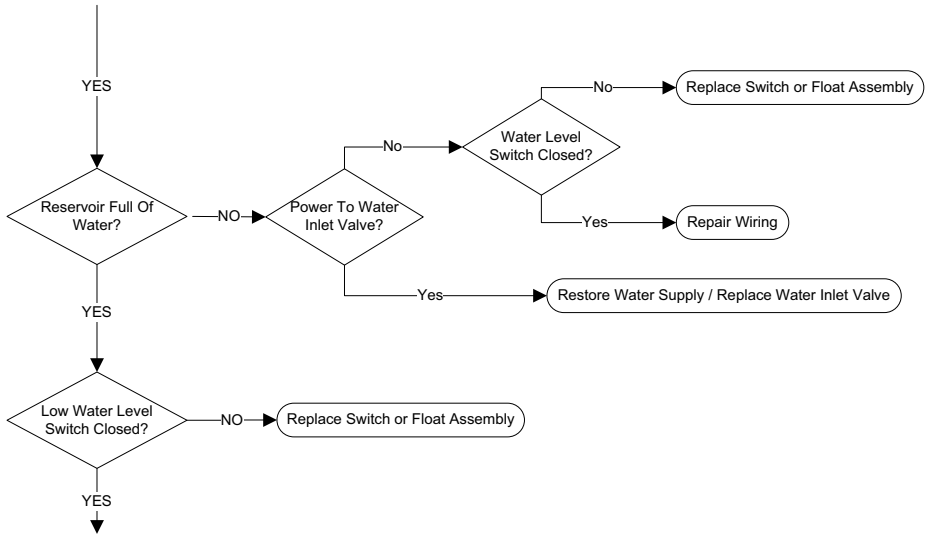 YES
No
Replace Switch or Float Assembly
Water Level
Switch Closed?
No
Reservoir Full Of
Water?
NO
Power To Water
Inlet Valve?
Yes
Repair Wiring
Yes
Restore Water Supply / Replace Water Inlet Valve
YES
Low Water Level
Switch Closed?
NO
Replace Switch or Float Assembly
YES